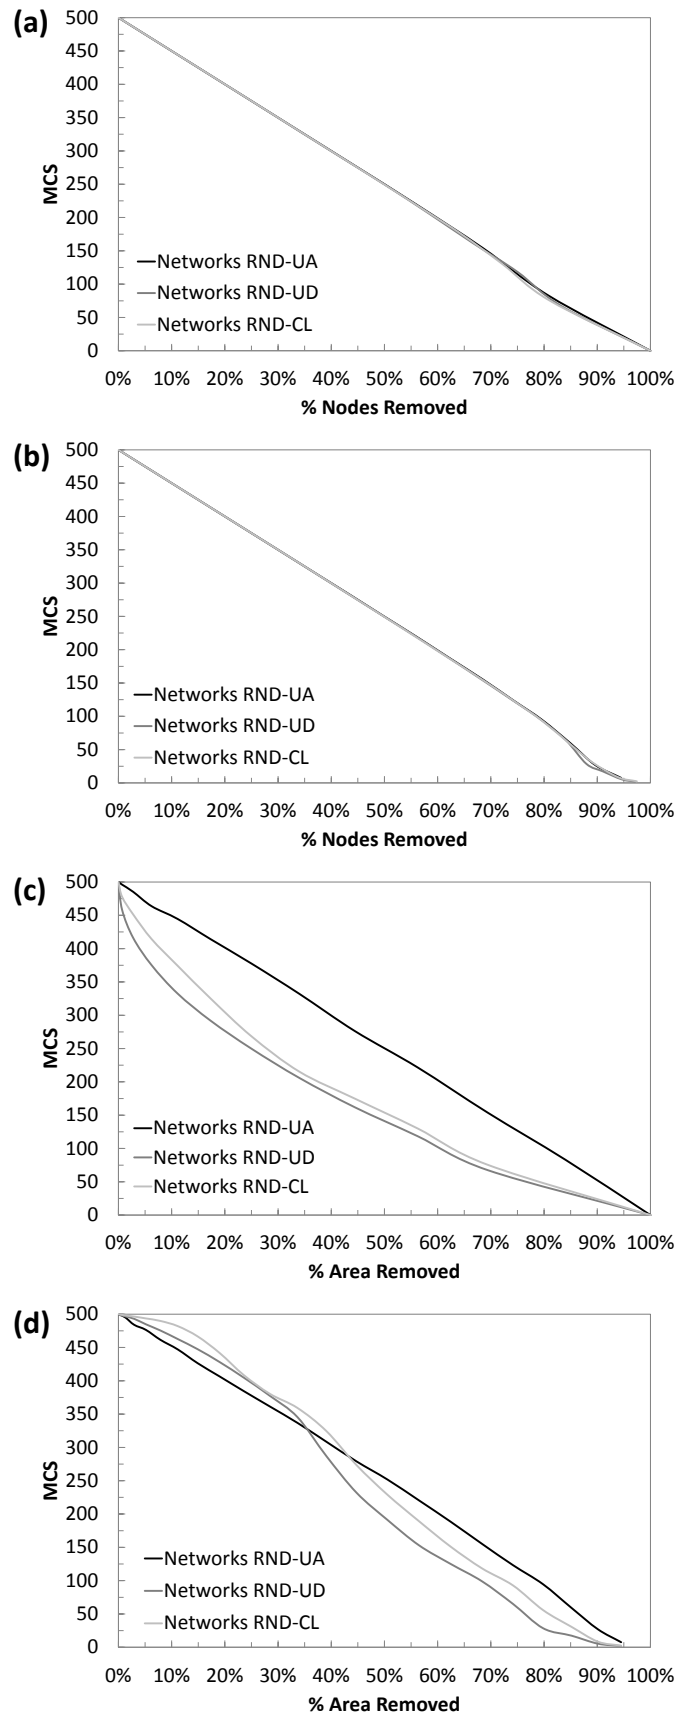 (a)
500
450
400
350
300
250
200
150
100
50
0
MCS
Networks RND-UA
Networks RND-UD
Networks RND-CL
0% 10% 20% 30% 40% 50% 60% 70% 80% 90% 100%
% Nodes Removed
(b)
500
450
400
350
300
250
200
150
100
50
0
MCS
Networks RND-UA
Networks RND-UD
Networks RND-CL
0% 10% 20% 30% 40% 50% 60% 70% 80% 90% 100%
% Nodes Removed
(c)
500
450
400
350
300
250
200
150
100
50
0
MCS
Networks RND-UA
Networks RND-UD
Networks RND-CL
0% 10% 20% 30% 40% 50% 60% 70% 80% 90% 100%
% Area Removed
(d)
500
450
400
350
300
250
200
150
100
50
0
MCS
Networks RND-UA
Networks RND-UD
Networks RND-CL
0% 10% 20% 30% 40% 50% 60% 70% 80% 90% 100%
% Area Removed